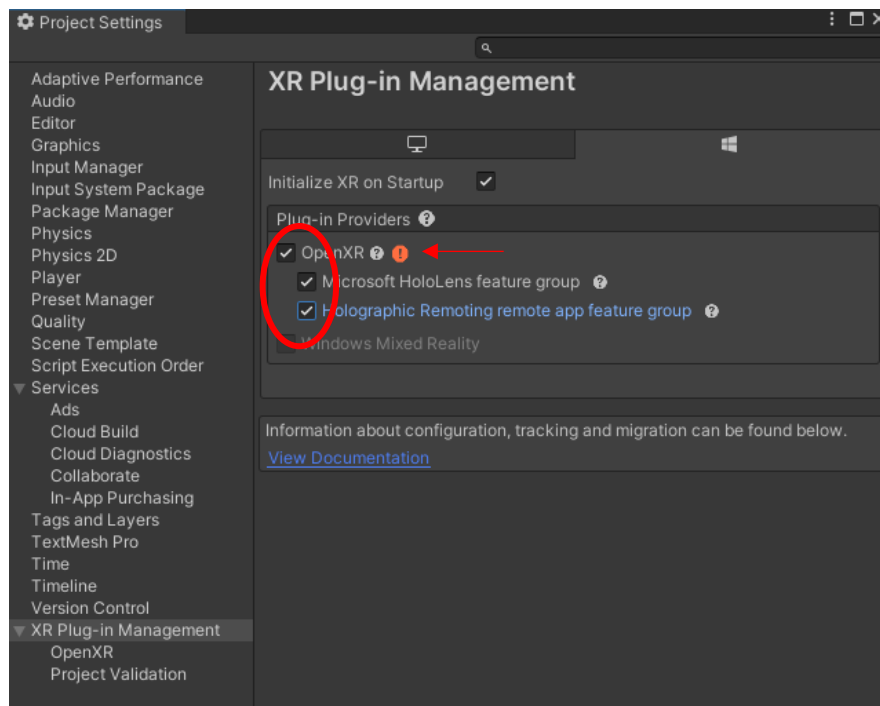 Project Settings
XR Plug-in Management
Adaptive Performance
Audio
Editor
Graphics
Input Manager
Input System Package
Package Manager
Physics
Physics 2D
Player
Preset Manager
Quality
Scene Template
Script Execution Order
Services
Ads
Cloud Build
Cloud Diagnostics
Collaborate
In-App Purchasing
Tags and Layers
TextMesh Pro
Time
Timeline
Version Control
XR Plug-in Management
OpenXR
Project Validation
Initialize XR on Startup
Plug-in Providers
OpenXR
Microsoft HoloLens feature group
Holographic Remoting remote app feature group
Windows Mixed Reality
Information about configuration, tracking and migration can be found below.
View Documentation